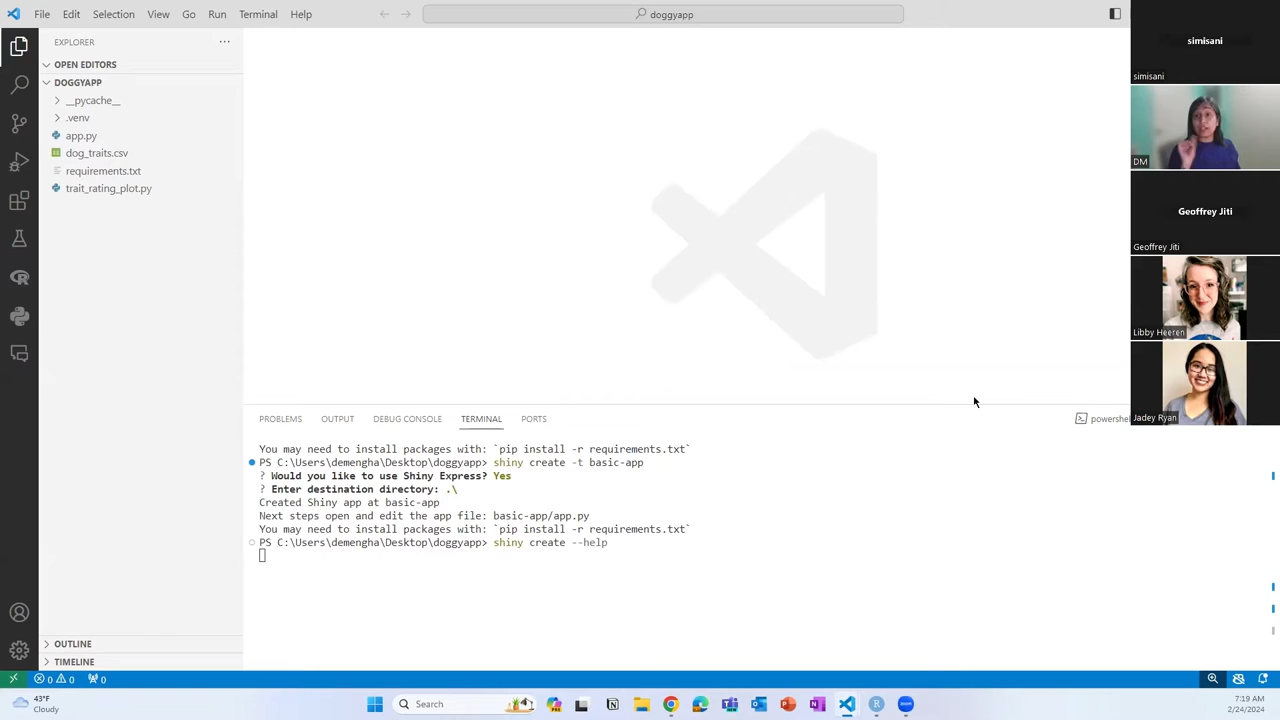 File Edit Selection View Go Run Terminal Help
doggyapp
EXPLORER
OPEN EDITORS
DOGGYAPP
__pycache__
.venv
app.py
dog_traits.csv
requirements.txt
trait_rating_plot.py
OUTLINE
TIMELINE
PROBLEMS OUTPUT DEBUG CONSOLE TERMINAL PORTS
powershel
You may need to install packages with: `pip install -r requirements.txt`
PS C:\Users\demengha\Desktop\doggyapp> shiny create -t basic-app
? Would you like to use Shiny Express? Yes
? Enter destination directory: .\
Created Shiny app at basic-app
Next steps open and edit the app file: basic-app/app.py
You may need to install packages with: `pip install -r requirements.txt`
PS C:\Users\demengha\Desktop\doggyapp> shiny create --help
simisani
simisani
DM
Geoffrey Jiti
Geoffrey Jiti
Libby Heeren
Jadey Ryan
0 0 0
43°F
Cloudy
Search
7:19 AM
2/24/2024